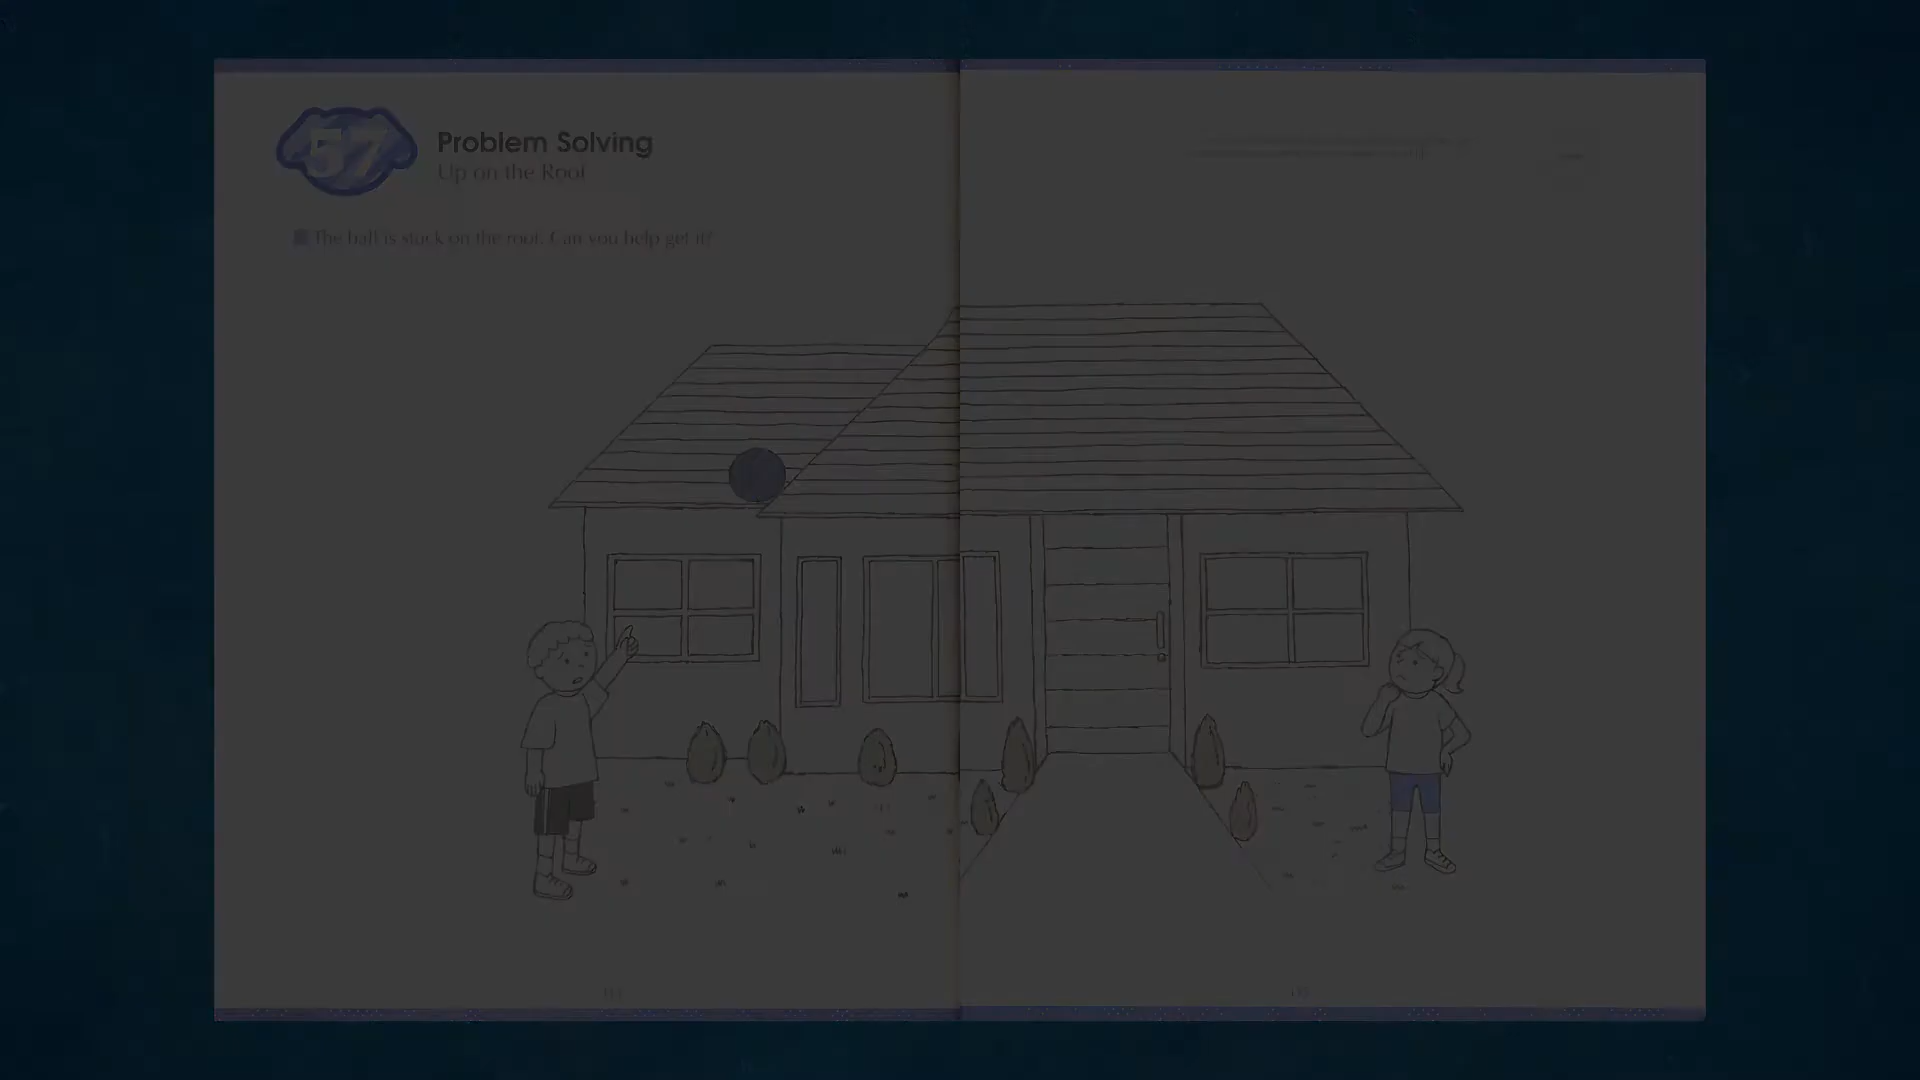 57
Problem Solving
Up on the Roof
The ball is stuck on the roof. Can you help get it?